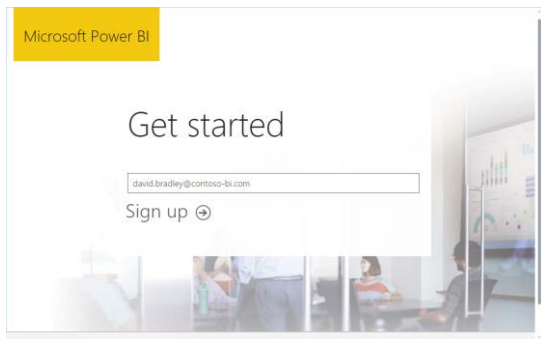 Microsoft Power BI
Get started
david.bradley@contoso-bi.com
Sign up